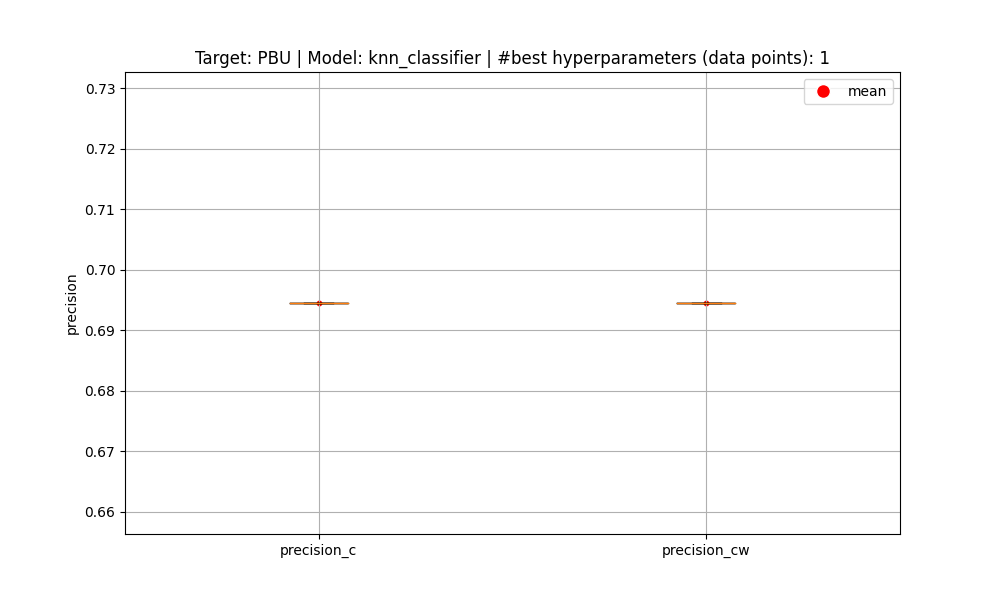 Target: PBU | Model: knn_classifier | #best hyperparameters (data points): 1
mean
0.73
0.72
0.71
0.70
0.69
0.68
0.67
0.66
precision
precision_c
precision_cw